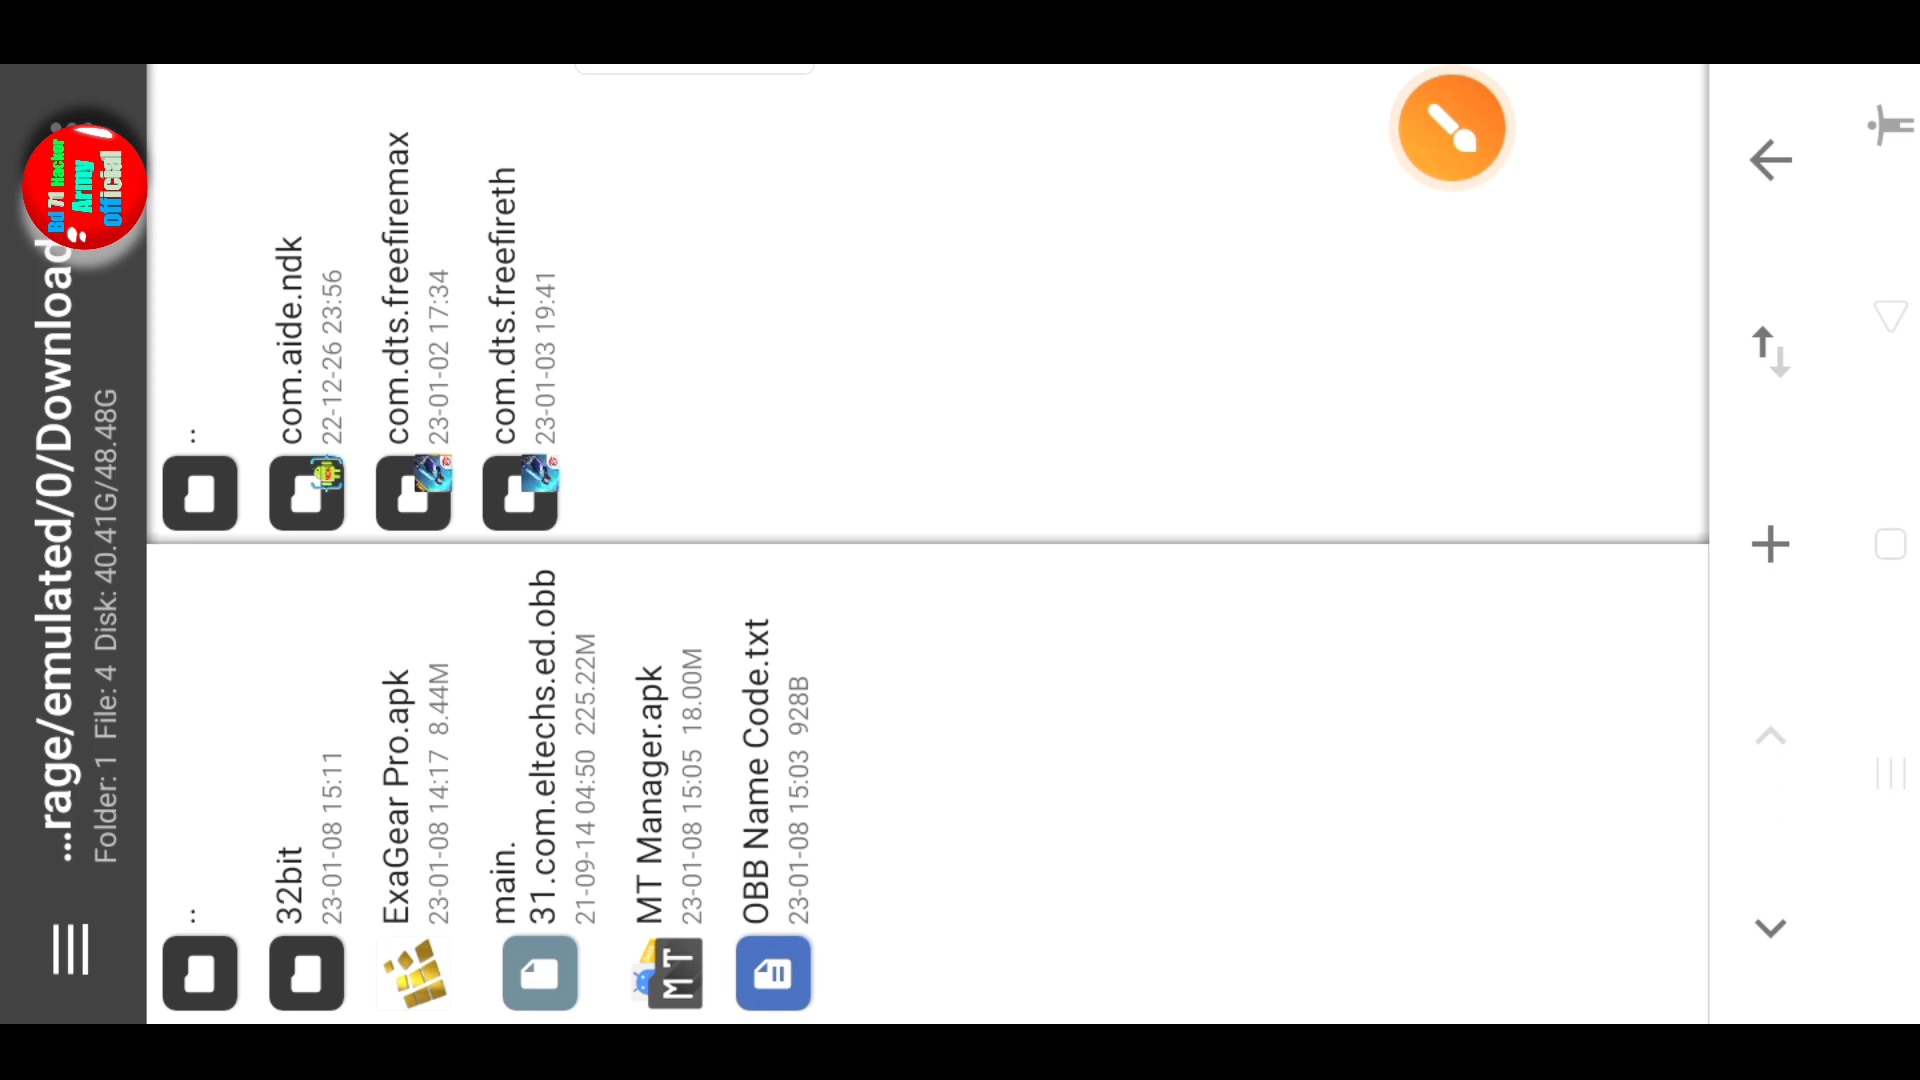 ...rage/emulated/0/Download
Folder: 1 File: 4 Disk: 40.41G/48.48G
Bd 71 Hacker
Army
Official
..
32bit
23-01-08 15:11
ExaGear Pro.apk
23-01-08 14:17 8.44M
main.
31.com.eltechs.ed.obb
21-09-14 04:50 225.22M
MT
MT Manager.apk
23-01-08 15:05 18.00M
OBB Name Code.txt
23-01-08 15:03 928B
..
com.aide.ndk
22-12-26 23:56
com.dts.freefiremax
23-01-02 17:34
com.dts.freefireth
23-01-03 19:41